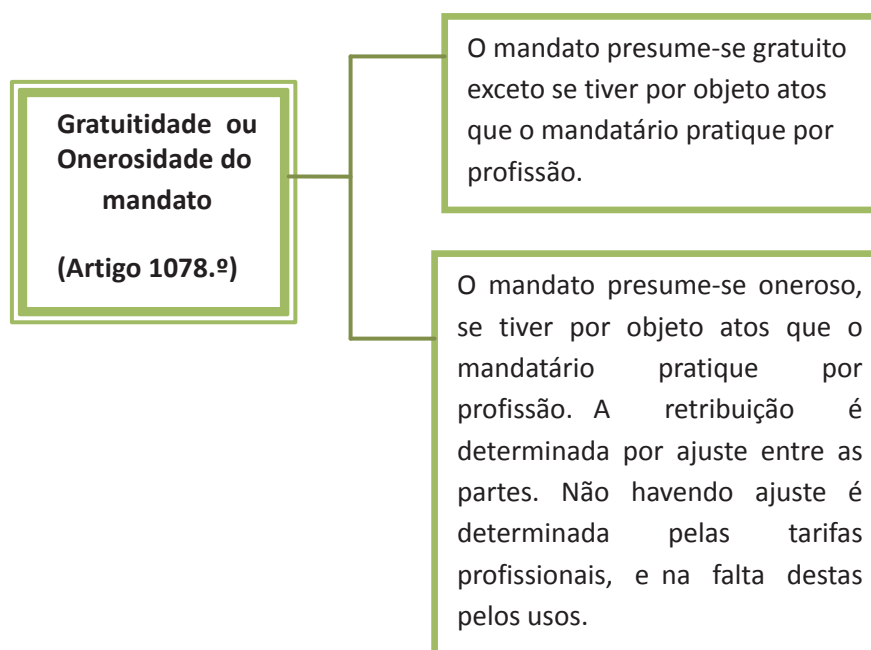 Gratuitidade ou
Onerosidade do
mandato
(Artigo 1078.º)
O mandato presume-se gratuito
exceto se tiver por objeto atos
que o mandatário pratique por
profissão.
O mandato presume-se oneroso,
se tiver por objeto atos que o
mandatário pratique por
profissão. A retribuição é
determinada por ajuste entre as
partes. Não havendo ajuste é
determinada pelas tarifas
profissionais, e na falta destas
pelos usos.